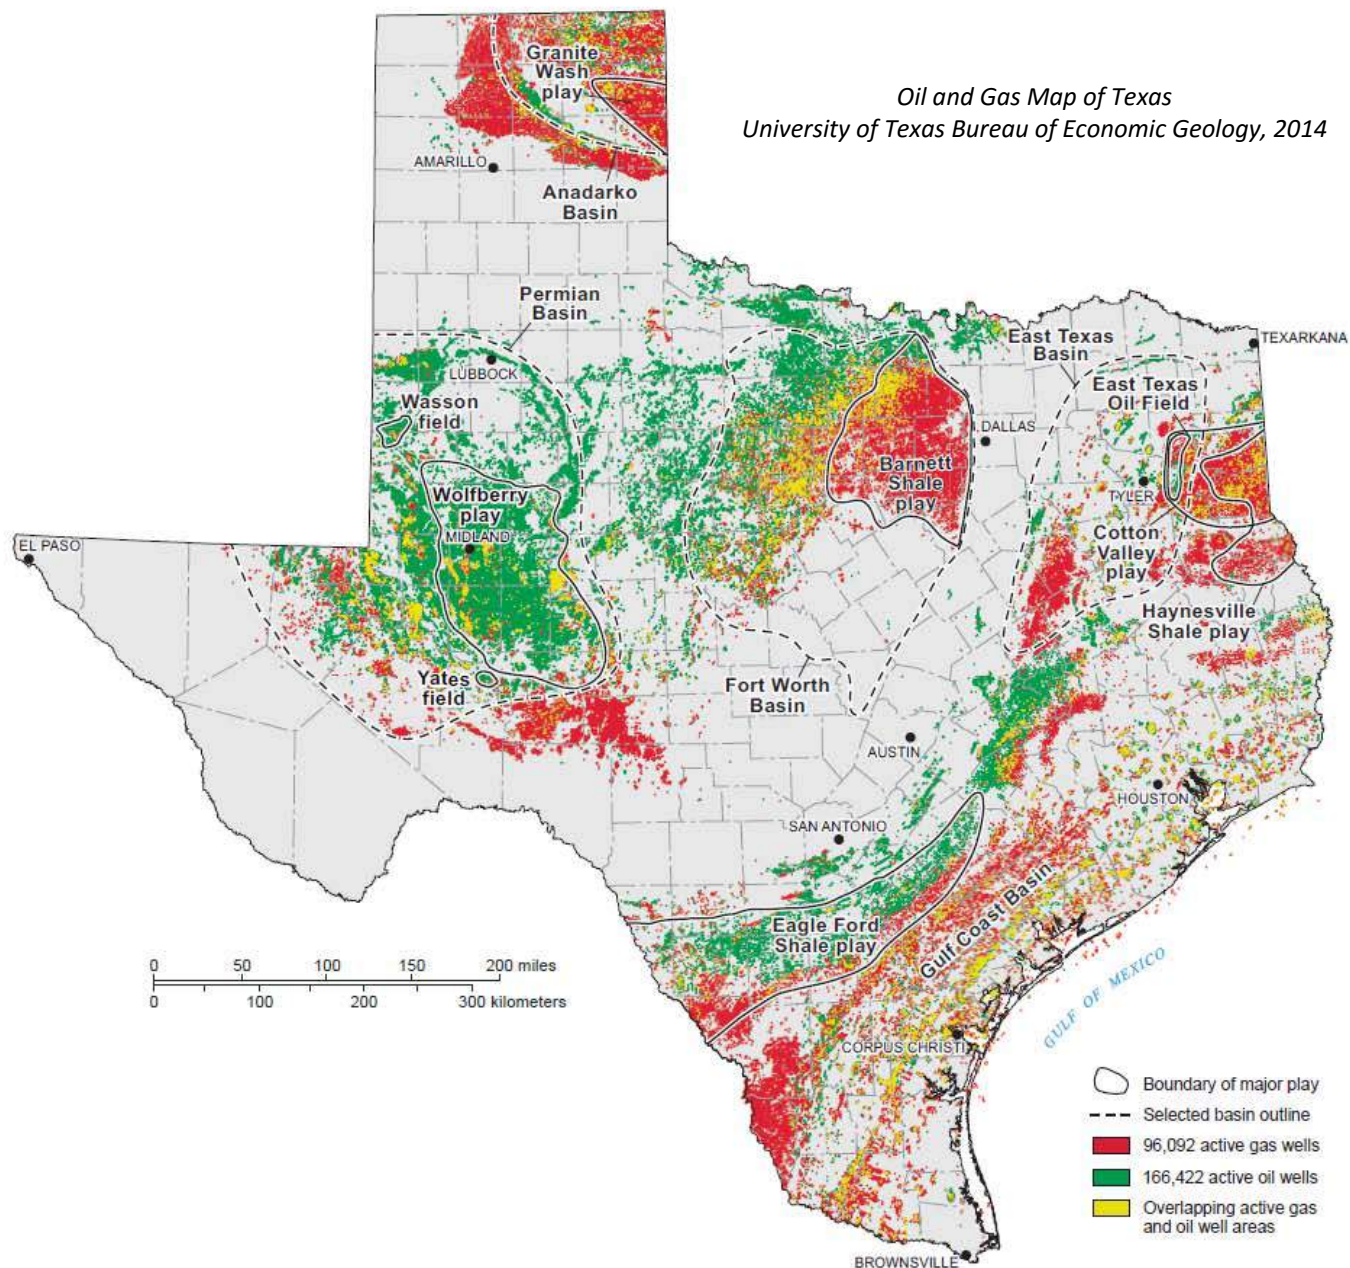 Oil and Gas Map of Texas
University of Texas Bureau of Economic Geology, 2014
Granite
Wash
play
AMARILLO
Anadarko
Basin
Permian
Basin
LUBBOCK
Wasson
field
Wolfberry
play
MIDLAND
EL PASO
Yates
field
East Texas
Basin
TEXARKANA
East Texas
Oil Field
DALLAS
Barnett
Shale
play
TYLER
Cotton
Valley
play
Haynesville
Shale play
Fort Worth
Basin
AUSTIN
HOUSTON
SAN ANTONIO
Eagle Ford
Shale play
Gulf Coast Basin
GULF OF MEXICO
CORPUS CHRISTI
BROWNSVILLE
0 50 100 150 200 miles
0 100 200 300 kilometers
Boundary of major play
Selected basin outline
96,092 active gas wells
166,422 active oil wells
Overlapping active gas
and oil well areas